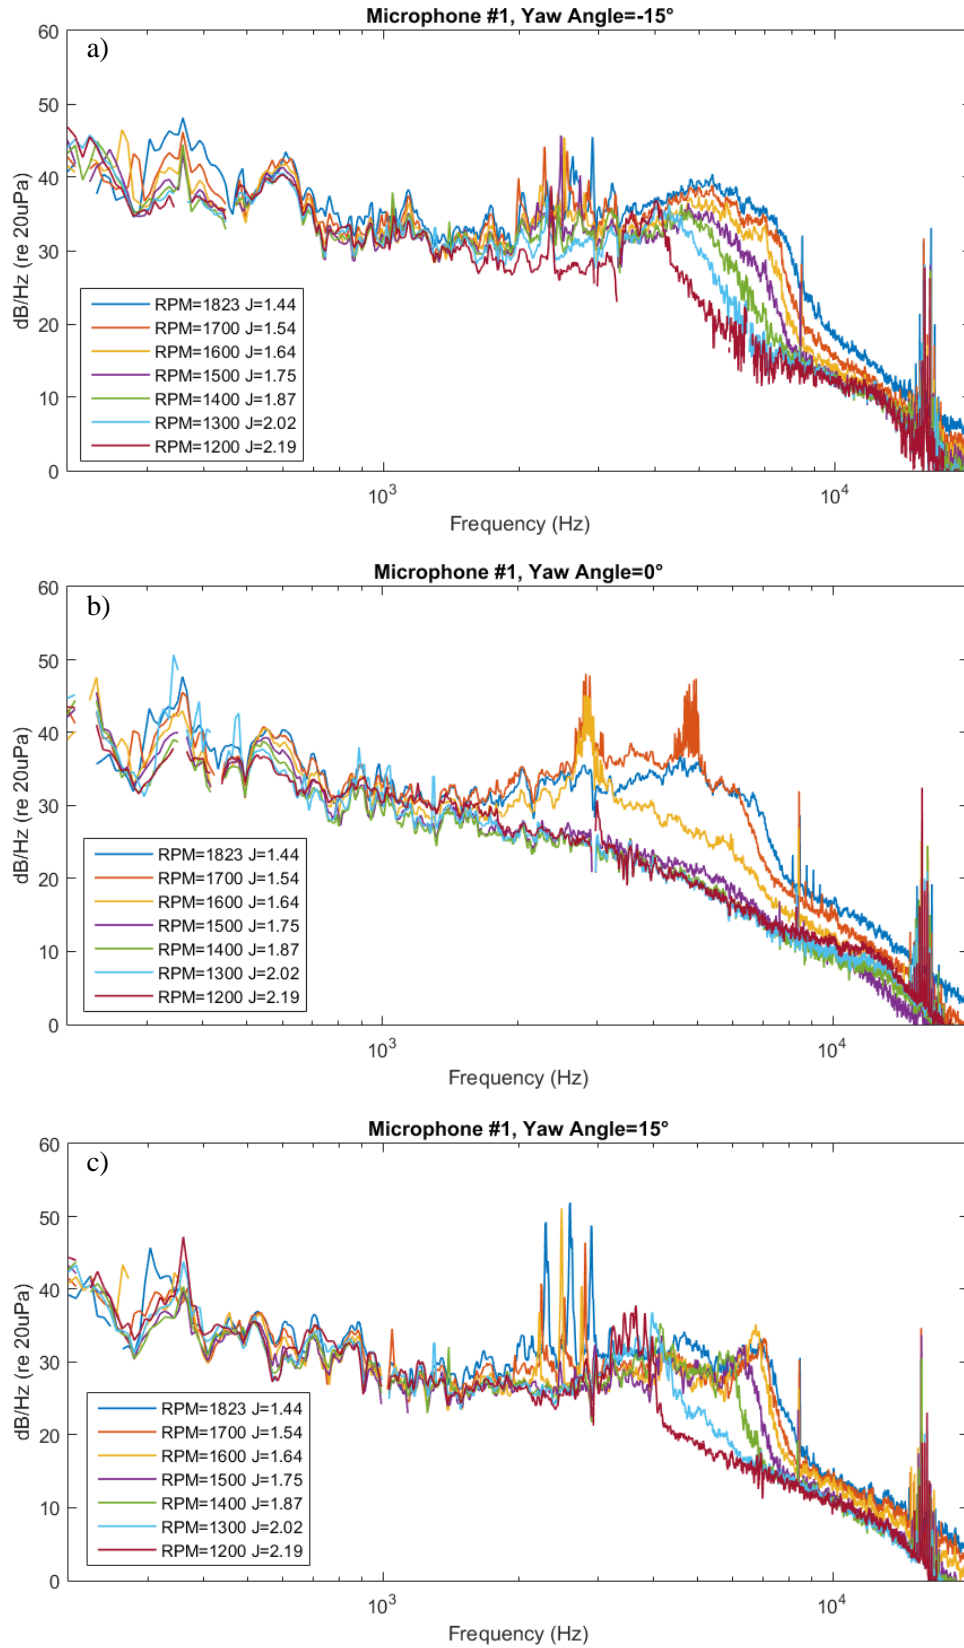 Microphone #1, Yaw Angle=-15°
a)
60
50
40
30
20
10
0
dB/Hz (re 20uPa)
RPM=1823 J=1.44
RPM=1700 J=1.54
RPM=1600 J=1.64
RPM=1500 J=1.75
RPM=1400 J=1.87
RPM=1300 J=2.02
RPM=1200 J=2.19
10³ 10⁴
Frequency (Hz)
Microphone #1, Yaw Angle=0°
b)
60
50
40
30
20
10
0
dB/Hz (re 20uPa)
RPM=1823 J=1.44
RPM=1700 J=1.54
RPM=1600 J=1.64
RPM=1500 J=1.75
RPM=1400 J=1.87
RPM=1300 J=2.02
RPM=1200 J=2.19
10³ 10⁴
Frequency (Hz)
Microphone #1, Yaw Angle=15°
c)
60
50
40
30
20
10
0
dB/Hz (re 20uPa)
RPM=1823 J=1.44
RPM=1700 J=1.54
RPM=1600 J=1.64
RPM=1500 J=1.75
RPM=1400 J=1.87
RPM=1300 J=2.02
RPM=1200 J=2.19
10³ 10⁴
Frequency (Hz)